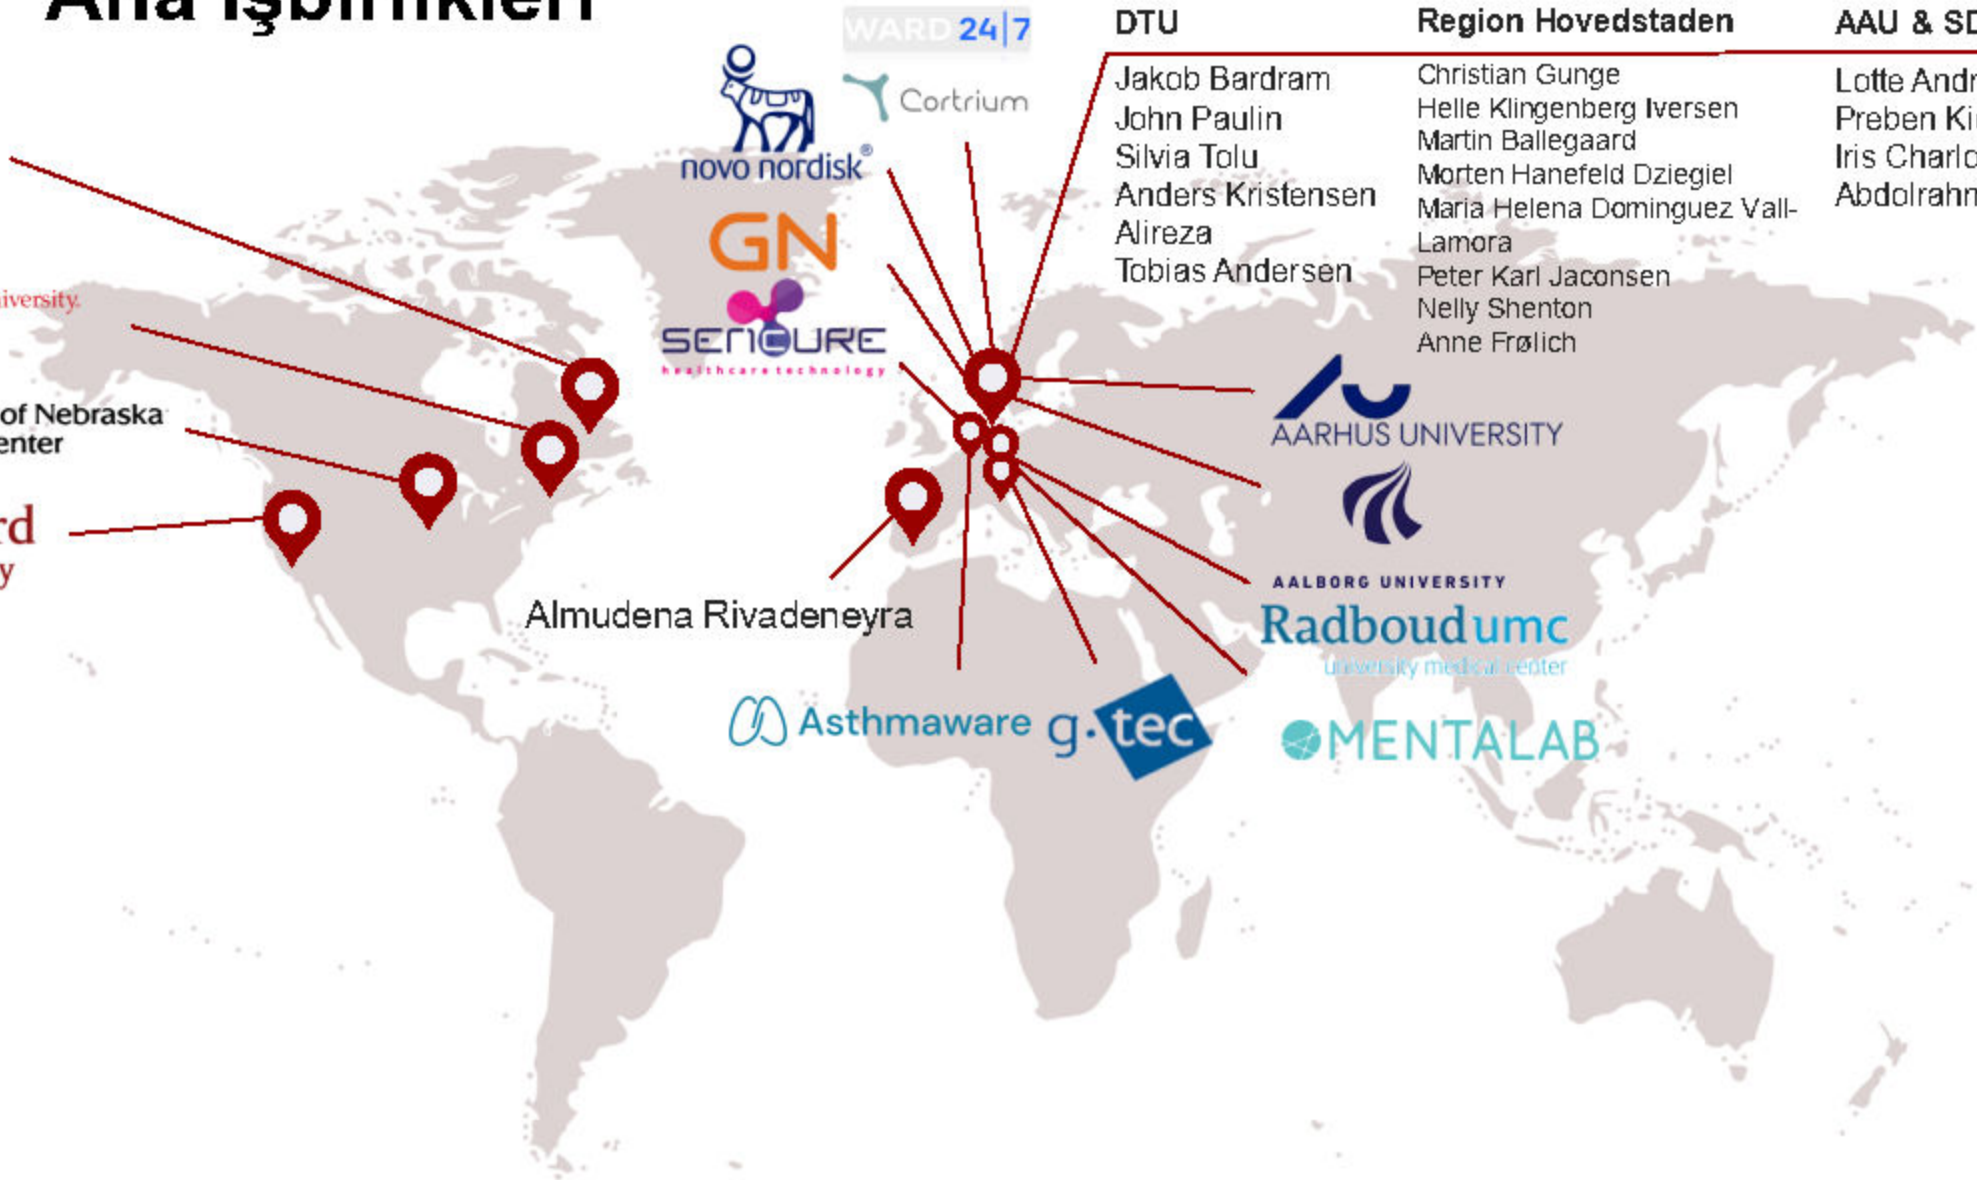 Ana İşbirlikleri
WARD 24|7
Cortrium
novo nordisk®
GN
SENCURE
healthcare technology
DTU
Jakob Bardram
John Paulin
Silvia Tolu
Anders Kristensen
Alireza
Tobias Andersen
Region Hovedstaden
Christian Gunge
Helle Klingenberg Iversen
Martin Ballegaard
Morten Hanefeld Dziegiel
Maria Helena Dominguez Vall-
Lamora
Peter Karl Jaconsen
Nelly Shenton
Anne Frølich
AAU & SD
Lotte Andr
Preben Ki
Iris Charlo
Abdolrahm
iversity.
of Nebraska
enter
rd
y
AARHUS UNIVERSITY
AALBORG UNIVERSITY
Radboudumc
university medical center
Almudena Rivadeneyra
Asthmaware
g.tec
MENTALAB